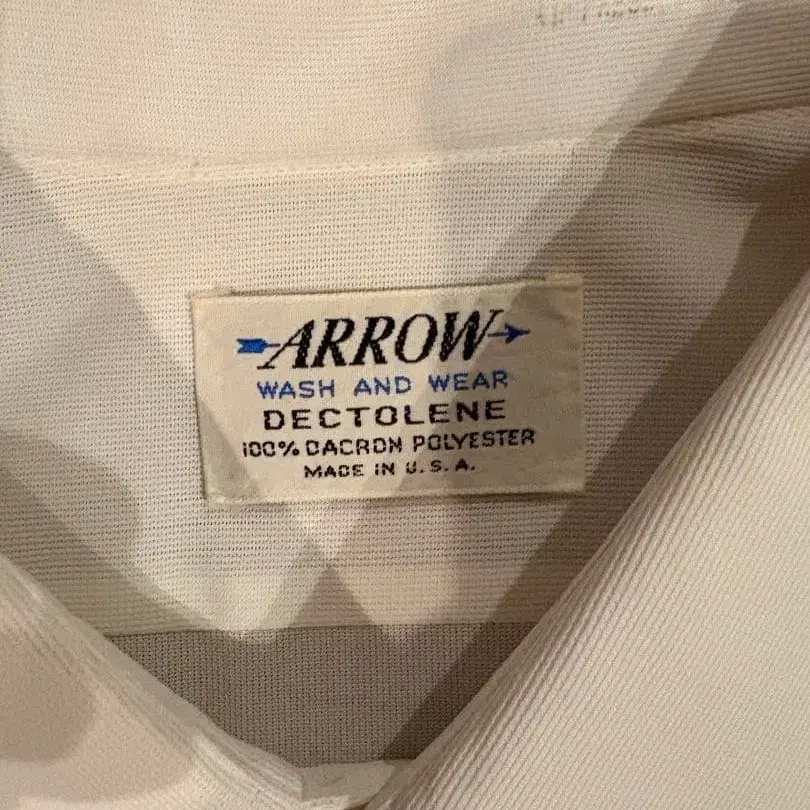 ARROW
WASH AND WEAR
DECTOLENE
100% DACRON POLYESTER
MADE IN U.S.A.